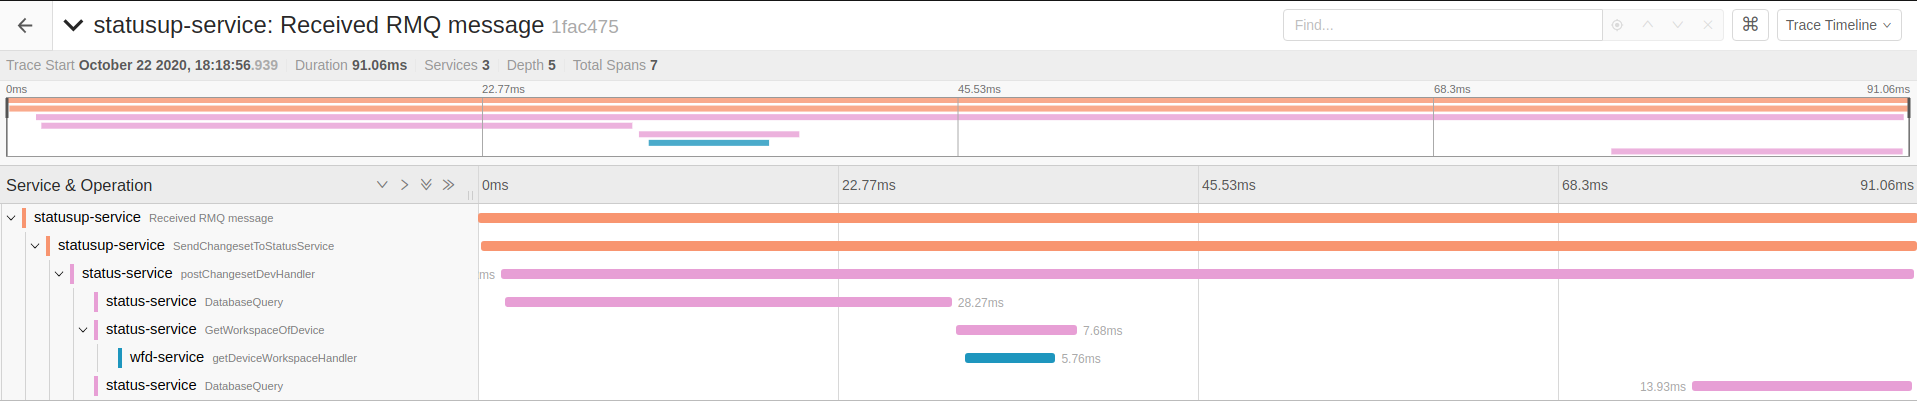 statusup-service: Received RMQ message 1fac475
Find...
⌘
Trace Timeline
Trace Start October 22 2020, 18:18:56.939 Duration 91.06ms Services 3 Depth 5 Total Spans 7
0ms 22.77ms 45.53ms 68.3ms 91.06ms
Service & Operation 0ms 22.77ms 45.53ms 68.3ms 91.06ms
statusup-service Received RMQ message
statusup-service SendChangesetToStatusService
status-service postChangesetDevHandler ms
status-service DatabaseQuery 28.27ms
status-service GetWorkspaceOfDevice 7.68ms
wfd-service getDeviceWorkspaceHandler 5.76ms
status-service DatabaseQuery 13.93ms